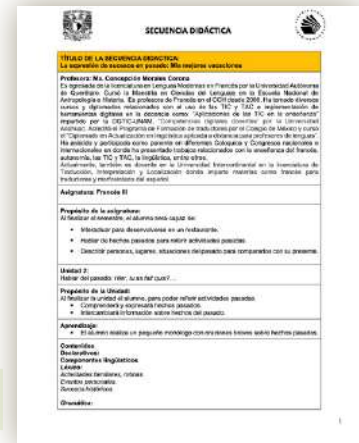 SECUENCIA DIDÁCTICA
TÍTULO DE LA SECUENCIA DIDÁCTICA:
La expresión de sucesos en pasado: Mis mejores vacaciones
Profesora: Ma. Concepción Morales Corona
Es egresada de la licenciatura en Lenguas Modernas en Francés por la Universidad Autónoma
de Querétaro. Cursó la Maestría en Ciencias del Lenguaje en la Escuela Nacional de
Antropología e Historia. Es profesora de Francés en el CCH desde 2006. Ha tomado diversos
cursos y diplomados relacionados con el uso de las TIC y TAC e implementación de
herramientas digitales en la docencia como "Aplicaciones de las TIC en la enseñanza"
impartido por la DGTIC-UNAM, "Competencias digitales docentes" por la Universidad
Anáhuac. Acreditó el Programa de Formación de traductores por el Colegio de México y cursó
el "Diplomado en Actualización en lingüística aplicada a distancia para profesores de lenguas".
Ha asistido y participado como ponente en diferentes Coloquios y Congresos nacionales e
internacionales en donde ha presentado trabajos relacionados con la enseñanza del francés,
autonomía, las TIC y TAC, la lingüística, entre otros.
Actualmente, también es docente en la Universidad Intercontinental en la licenciatura de
Traducción, Interpretación y Localización donde imparte materias como francés para
traductores y morfosintaxis del español.
Asignatura: Francés III
Propósito de la asignatura:
Al finalizar el semestre, el alumno será capaz de:
• Interactuar para desenvolverse en un restaurante.
• Hablar de hechos pasados para referir actividades pasadas.
• Describir personas, lugares, situaciones del pasado para compararlos con su presente.
Unidad 2:
Hablar del pasado: Hier, tu as fait quoi?...
Propósito de la Unidad:
Al finalizar la unidad el alumno, para poder referir actividades pasadas:
• Comprenderá y expresará hechos pasados.
• Intercambiará información sobre hechos del pasado.
Aprendizaje:
• El alumno realiza un pequeño monólogo con oraciones breves sobre hechos pasados.
Contenidos
Declarativos:
Componentes lingüísticos
Léxico:
Actividades familiares, rutinas
Eventos personales
Sucesos históricos
Gramática:
1